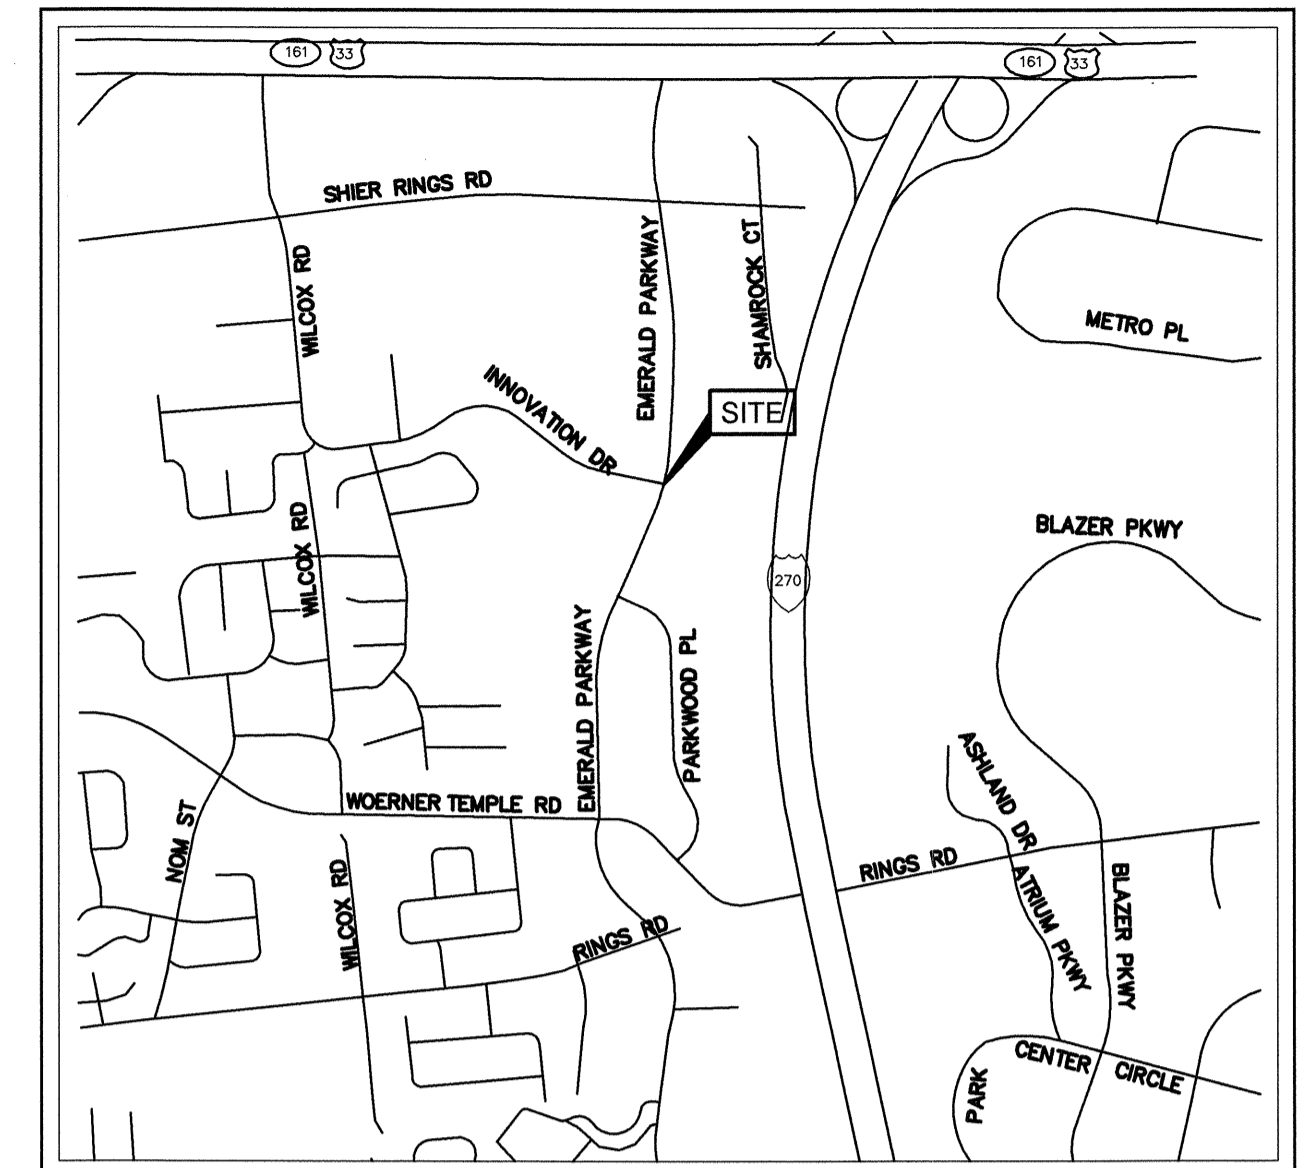 161
33
161
33
SHIER RINGS RD
WILCOX RD
EMERALD PARKWAY
SHAMROCK CT
METRO PL
INNOVATION DR
SITE
WILCOX RD
BLAZER PKWY
270
EMERALD PARKWAY
PARKWOOD PL
ASHLAND DR
WOERNER TEMPLE RD
NOM ST
WILCOX RD
RINGS RD
ATRIUM PKWY
BLAZER PKWY
RINGS RD
PARK CENTER CIRCLE